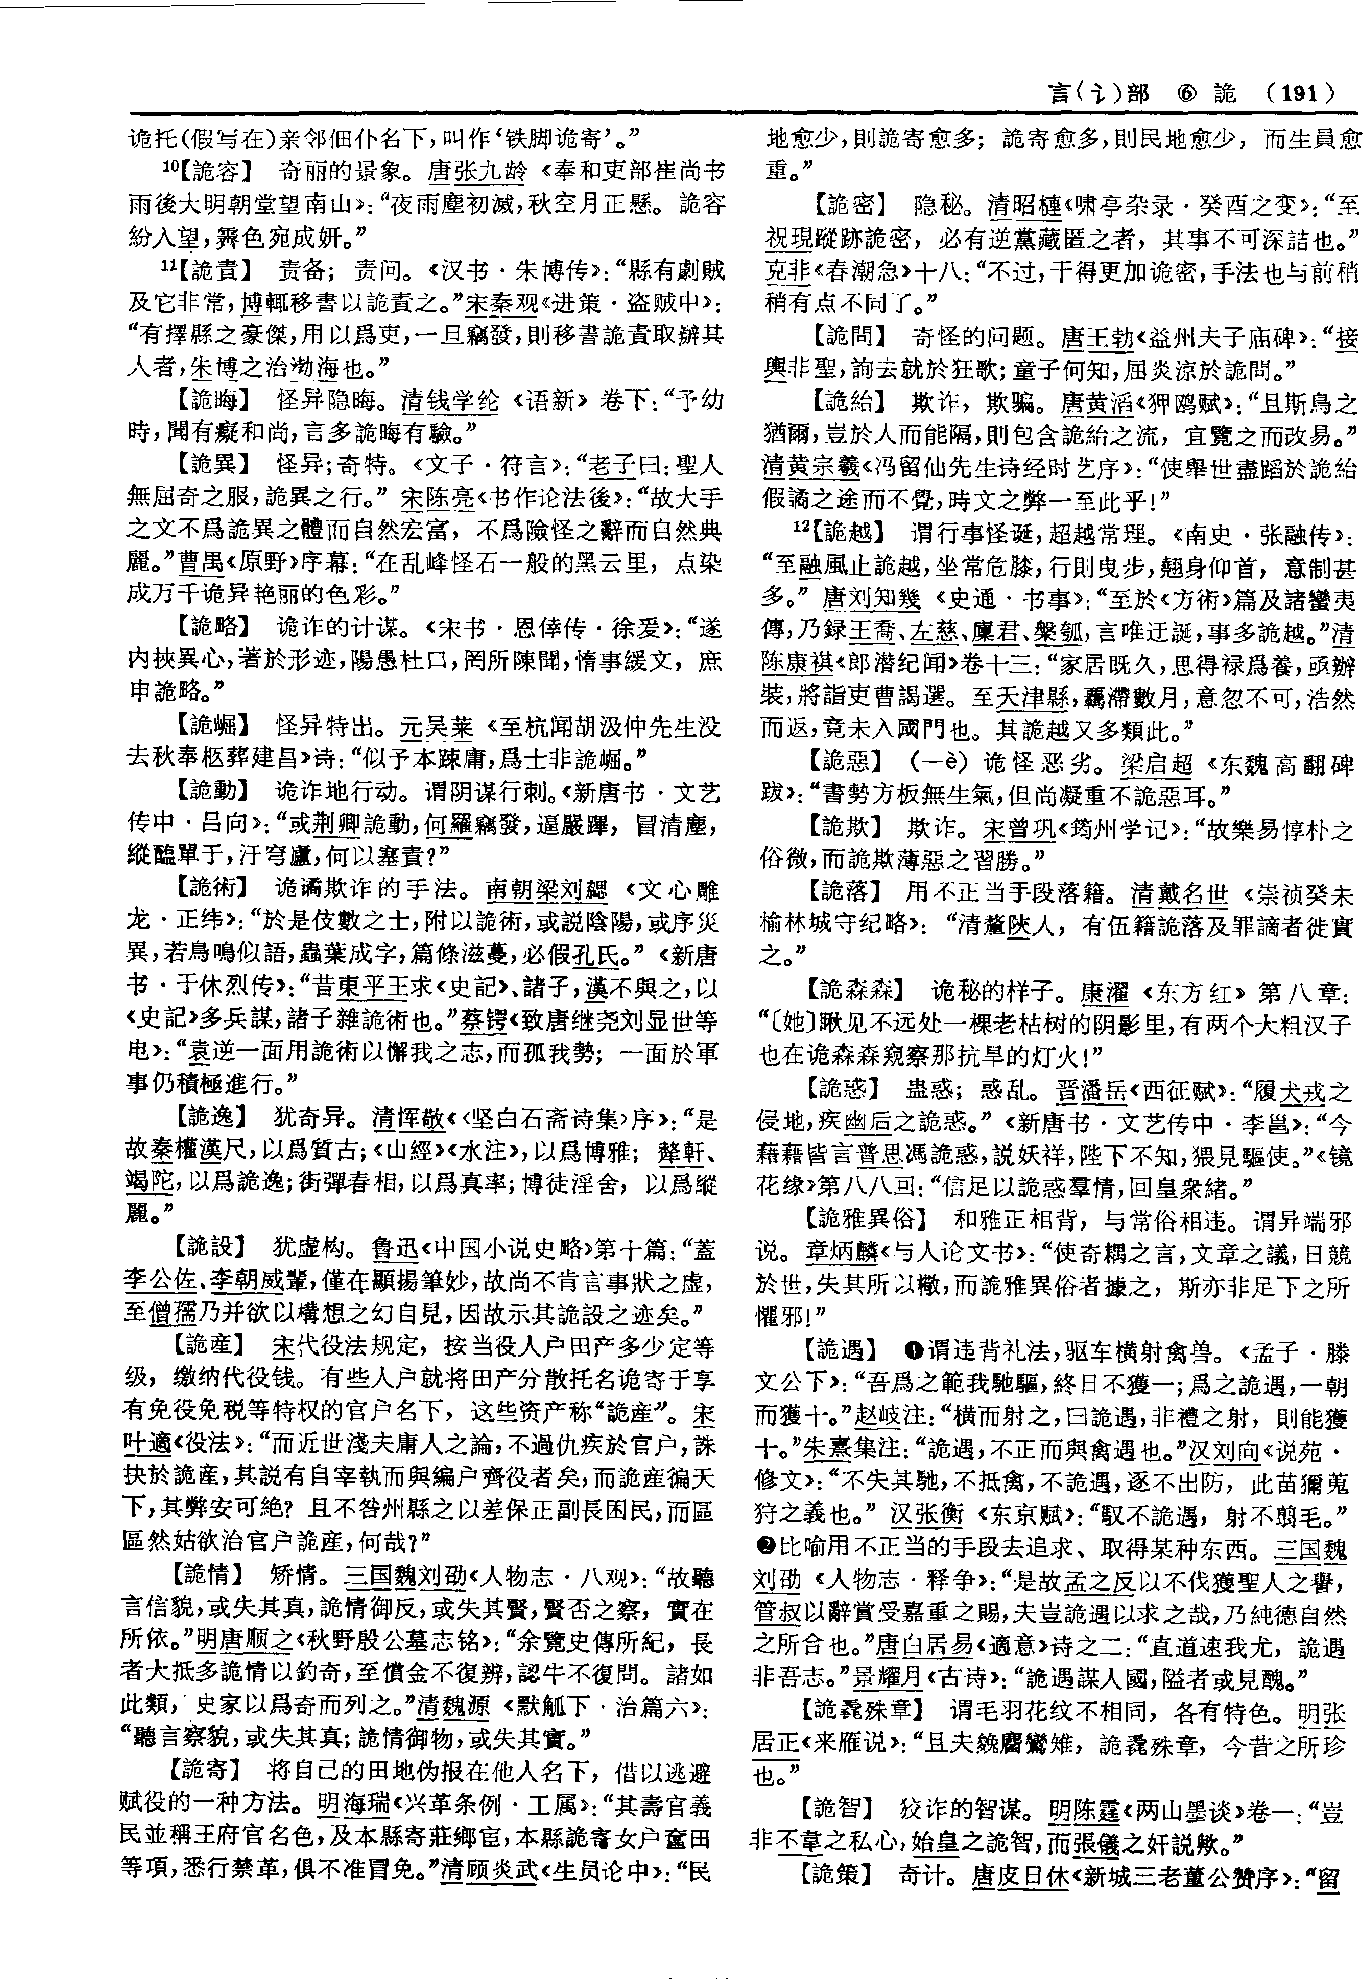 言(讠)部 ⑥ 詭 (191)
诡托(假写在)亲邻佃仆名下,叫作‘铁脚诡寄’。”
10【詭容】 奇丽的景象。唐张九龄《奉和吏部崔尚书
雨後大明朝堂望南山》:“夜雨塵初滅,秋空月正懸。詭容
紛入望,霽色宛成妍。”
11【詭責】 责备; 责问。《汉书·朱博传》:“縣有劇賊
及它非常,博輒移書以詭責之。”宋秦观《进策·盗贼中》:
“有擇縣之豪傑,用以爲吏,一旦竊發,則移書詭責取辦其
人者,朱博之治渤海也。”
【詭晦】 怪异隐晦。清钱学纶《语新》卷下:“予幼
時,聞有癡和尚,言多詭晦有驗。”
【詭異】 怪异;奇特。《文子·符言》:“老子曰:聖人
無屈奇之服,詭異之行。” 宋陈亮《书作论法後》:“故大手
之文不爲詭異之體而自然宏富, 不爲險怪之辭而自然典
麗。”曹禺《原野》序幕:“在乱峰怪石一般的黑云里, 点染
成万千诡异艳丽的色彩。”
【詭略】 诡诈的计谋。《宋书·恩倖传·徐爰》:“遂
内挾異心,著於形迹,陽愚杜口,罔所陳聞,惰事緩文, 庶
申詭略。”
【詭崛】 怪异特出。元吴莱《至杭闻胡汲仲先生没
去秋奉柩葬建昌》诗:“似予本踈庸,爲士非詭崛。”
【詭動】 诡诈地行动。谓阴谋行刺。《新唐书·文艺
传中·吕向》:“或荆卿詭動,何羅竊發,逼嚴蹕, 冒清塵,
縱醢單于,汙穹廬,何以塞責?”
【詭術】 诡谲欺诈的手法。南朝梁刘勰《文心雕
龙·正纬》:“於是伎數之士,附以詭術,或説陰陽,或序災
異,若鳥鳴似語,蟲葉成字,篇條滋蔓,必假孔氏。” 《新唐
书·于休烈传》:“昔東平王求《史記》、諸子,漢不與之,以
《史記》多兵謀,諸子雜詭術也。”蔡锷《致唐继尧刘显世等
电》:“袁逆一面用詭術以懈我之志,而孤我勢; 一面於軍
事仍積極進行。”
【詭逸】 犹奇异。清恽敬《〈坚白石斋诗集〉序》:“是
故秦權漢尺,以爲質古;《山經》《水注》,以爲博雅; 犛軒、
竭陀,以爲詭逸;街彈春相,以爲真率;博徒淫舍, 以爲縱
麗。”
【詭設】 犹虚构。鲁迅《中国小说史略》第十篇:“蓋
李公佐、李朝威輩,僅在顯揚筆妙,故尚不肯言事狀之虚,
至僧孺乃并欲以構想之幻自見,因故示其詭設之迹矣。”
【詭産】 宋代役法规定, 按当役人户田产多少定等
级, 缴纳代役钱。有些人户就将田产分散托名诡寄于享
有免役免税等特权的官户名下, 这些资产称“詭産”。宋
叶適《役法》:“而近世淺夫庸人之論,不過仇疾於官户,誅
抉於詭産,其説有自宰執而與編户齊役者矣,而詭産徧天
下,其弊安可絶? 且不咎州縣之以差保正副長困民,而區
區然姑欲治官户詭産,何哉?”
【詭情】 矫情。三国魏刘劭《人物志·八观》:“故聽
言信貌,或失其真,詭情御反,或失其賢,賢否之察, 實在
所依。”明唐顺之《秋野殷公墓志铭》:“余覽史傳所紀, 長
者大抵多詭情以釣奇,至償金不復辨,認牛不復問。諸如
此類, 史家以爲奇而列之。”清魏源《默觚下·治篇六》:
“聽言察貌,或失其真;詭情御物,或失其實。”
【詭寄】 将自己的田地伪报在他人名下, 借以逃避
赋役的一种方法。明海瑞《兴革条例·工属》:“其壽官義
民並稱王府官名色,及本縣寄莊鄉宦,本縣詭寄女户畣田
等項,悉行禁革,俱不准冒免。”清顾炎武《生员论中》:“民
地愈少,則詭寄愈多; 詭寄愈多,則民地愈少, 而生員愈
重。”
【詭密】 隐秘。清昭槤《啸亭杂录·癸酉之变》:“至
祝現蹤跡詭密, 必有逆黨藏匿之者, 其事不可深詰也。”
克非《春潮急》十八:“不过,干得更加诡密,手法也与前稍
稍有点不同了。”
【詭問】 奇怪的问题。唐王勃《益州夫子庙碑》:“接
輿非聖,詢去就於狂歌;童子何知,屈炎涼於詭問。”
【詭紿】 欺诈, 欺骗。唐黄滔《狎鸥赋》:“且斯鳥之
猶爾,豈於人而能隔,則包含詭紿之流, 宜覽之而改易。”
清黄宗羲《冯留仙先生诗经时艺序》:“使舉世盡蹈於詭紿
假譎之途而不覺,時文之弊一至此乎!”
12【詭越】 谓行事怪诞,超越常理。《南史·张融传》:
“至融風止詭越,坐常危膝,行則曳步,翹身仰首, 意制甚
多。” 唐刘知幾《史通·书事》:“至於《方術》篇及諸蠻夷
傳,乃録王喬、左慈、廪君、槃瓠,言唯迂誕,事多詭越。”清
陈康祺《郎潜纪闻》卷十三:“家居既久,思得禄爲養,亟辦
裝,將詣吏曹謁選。至天津縣,覊滯數月,意忽不可,浩然
而返,竟未入國門也。其詭越又多類此。”
【詭惡】 (—è) 诡怪恶劣。梁启超《东魏高翻碑
跋》:“書勢方板無生氣,但尚凝重不詭惡耳。”
【詭欺】 欺诈。宋曾巩《筠州学记》:“故樂易惇朴之
俗微,而詭欺薄惡之習勝。”
【詭落】 用不正当手段落籍。清戴名世《崇祯癸未
榆林城守纪略》: “清釐陜人, 有伍籍詭落及罪謫者徙實
之。”
【詭森森】 诡秘的样子。康濯《东方红》第八章:
“〔她〕瞅见不远处一棵老枯树的阴影里,有两个大粗汉子
也在诡森森窥察那抗旱的灯火!”
【詭惑】 蛊惑; 惑乱。晋潘岳《西征赋》:“履犬戎之
侵地,疾幽后之詭惑。” 《新唐书·文艺传中·李邕》:“今
藉藉皆言普思馮詭惑,説妖祥,陛下不知,猥見驅使。”《镜
花缘》第八八回:“信足以詭惑羣情,回皇衆緒。”
【詭雅異俗】 和雅正相背, 与常俗相违。谓异端邪
说。章炳麟《与人论文书》:“使奇耦之言,文章之議,日競
於世,失其所以檄,而詭雅異俗者據之, 斯亦非足下之所
懼邪!”
【詭遇】 ❶谓违背礼法,驱车横射禽兽。《孟子·滕
文公下》:“吾爲之範我馳驅,終日不獲一;爲之詭遇,一朝
而獲十。”赵岐注:“橫而射之,曰詭遇,非禮之射, 則能獲
十。”朱熹集注:“詭遇,不正而與禽遇也。”汉刘向《说苑·
修文》:“不失其馳,不抵禽,不詭遇,逐不出防, 此苗獮蒐
狩之義也。” 汉张衡《东京赋》:“馭不詭遇, 射不翦毛。”
❷比喻用不正当的手段去追求、取得某种东西。三国魏
刘劭《人物志·释争》:“是故孟之反以不伐獲聖人之譽,
管叔以辭賞受嘉重之賜,夫豈詭遇以求之哉,乃純德自然
之所合也。”唐白居易《適意》诗之二:“直道速我尤, 詭遇
非吾志。”景耀月《古诗》:“詭遇謀人國,隘者或見醜。”
【詭毳殊章】 谓毛羽花纹不相同, 各有特色。明张
居正《来雁说》:“且夫䴔鸕鸞雉, 詭毳殊章, 今昔之所珍
也。”
【詭智】 狡诈的智谋。明陈霆《两山墨谈》卷一:“豈
非不韋之私心,始皇之詭智,而張儀之奸説歟。”
【詭策】 奇计。唐皮日休《新城三老董公赞序》:“留